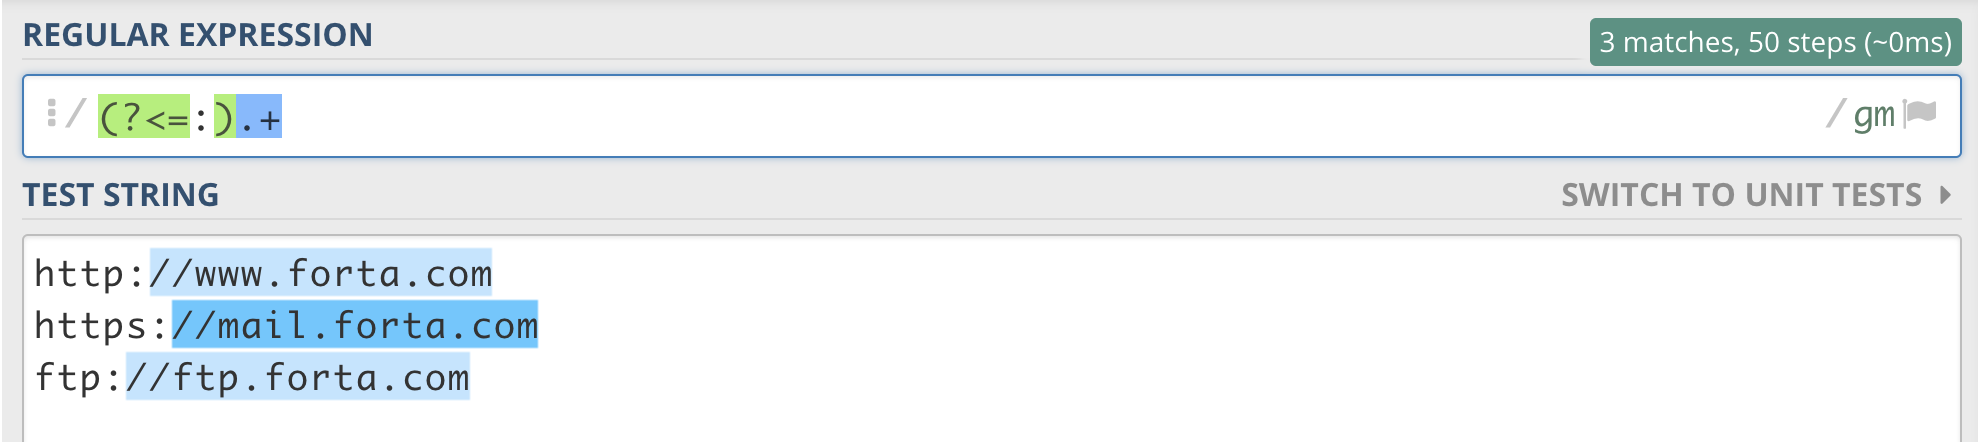 REGULAR EXPRESSION
3 matches, 50 steps (~0ms)
/ (?<=:).+ / gm
TEST STRING
SWITCH TO UNIT TESTS
http://www.forta.com
https://mail.forta.com
ftp://ftp.forta.com